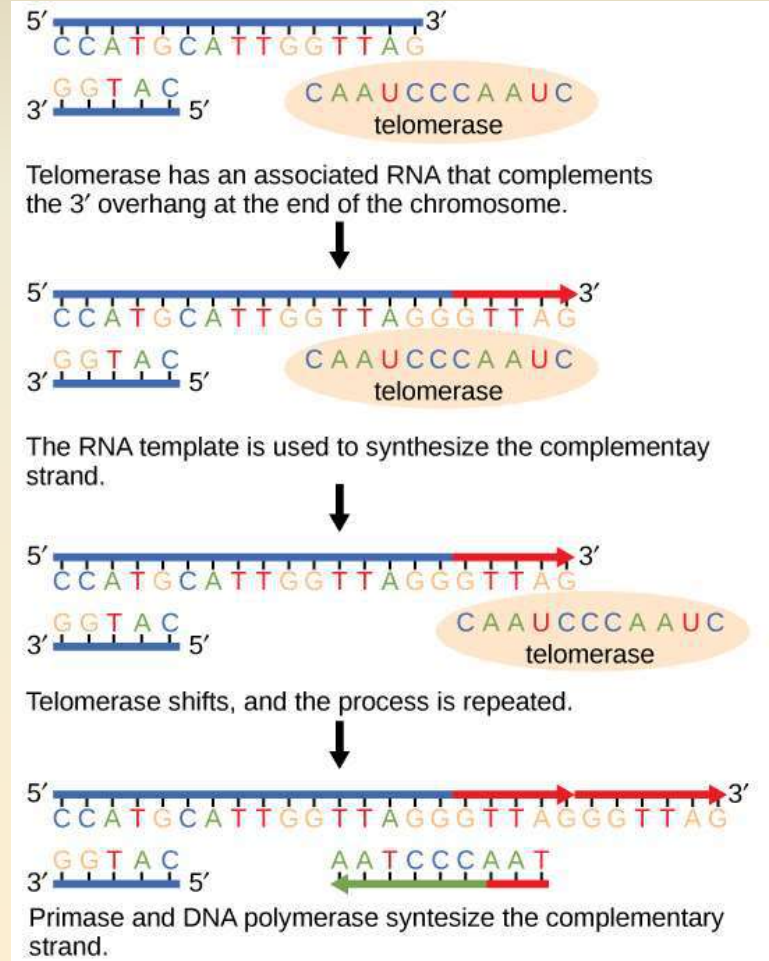 5′ 3′
CCATGCATTGGTTAG
GGTAC
3′ 5′
CAAUCCCAAUC
telomerase
Telomerase has an associated RNA that complements
the 3′ overhang at the end of the chromosome.
5′ 3′
CCATGCATTGGTTAGGGTTAG
GGTAC
3′ 5′
CAAUCCCAAUC
telomerase
The RNA template is used to synthesize the complementay
strand.
5′ 3′
CCATGCATTGGTTAGGGTTAG
GGTAC
3′ 5′
CAAUCCCAAUC
telomerase
Telomerase shifts, and the process is repeated.
5′ 3′
CCATGCATTGGTTAGGGTTAGGGTTAG
GGTAC AATCCCAAT
3′ 5′
Primase and DNA polymerase syntesize the complementary
strand.